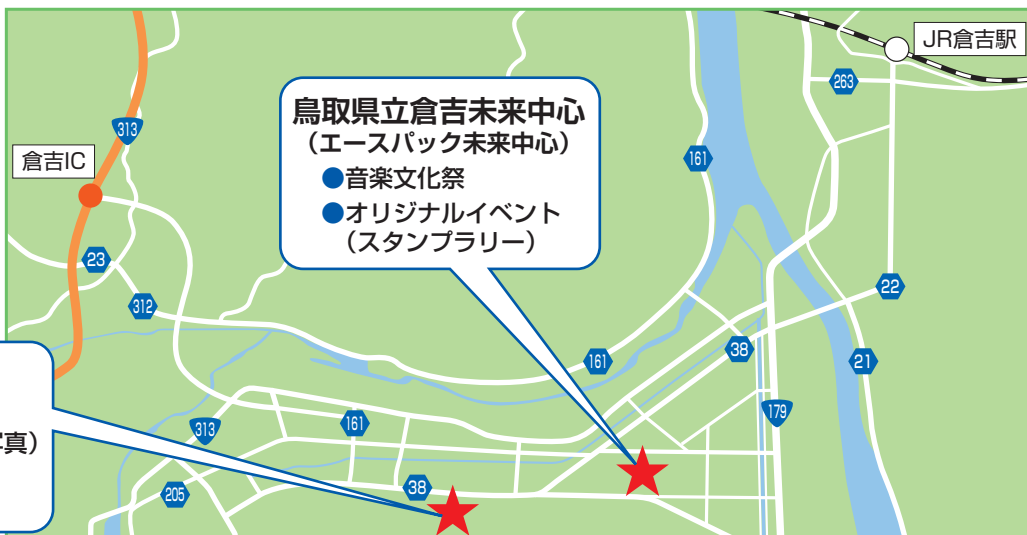 JR倉吉駅
263
313
鳥取県立倉吉未来中心
（エースパック未来中心）
●音楽文化祭
●オリジナルイベント
（スタンプラリー）
161
倉吉IC
23
22
312
38
161
21
179
161
313
真）
38
205